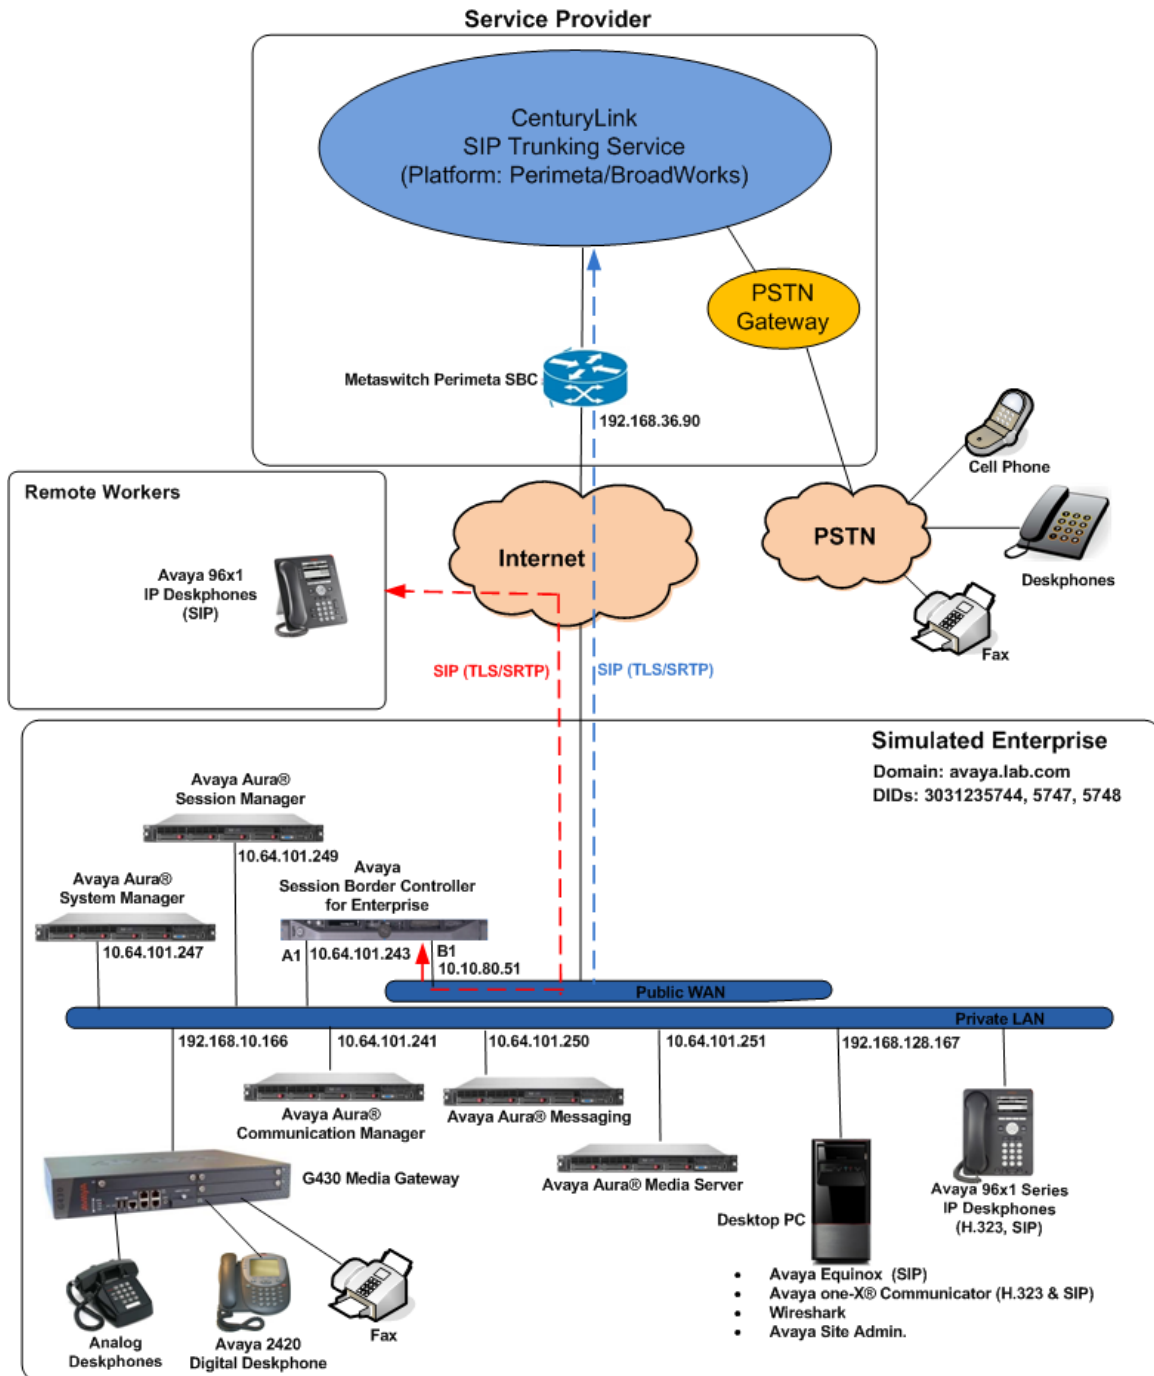 Service Provider
CenturyLink
SIP Trunking Service
(Platform: Perimeta/BroadWorks)
PSTN
Gateway
Metaswitch Perimeta SBC
192.168.36.90
Cell Phone
Remote Workers
Internet
PSTN
Avaya 96x1
IP Deskphones
(SIP)
Deskphones
Fax
SIP (TLS/SRTP)
SIP (TLS/SRTP)
Simulated Enterprise
Domain: avaya.lab.com
DIDs: 3031235744, 5747, 5748
Avaya Aura®
Session Manager
10.64.101.249
Avaya Aura®
System Manager
10.64.101.247
Avaya
Session Border Controller
for Enterprise
A1
10.64.101.243
B1
10.10.80.51
Public WAN
Private LAN
192.168.10.166
10.64.101.241
10.64.101.250
10.64.101.251
192.168.128.167
Avaya Aura®
Communication Manager
Avaya Aura® Messaging
Avaya Aura® Media Server
G430 Media Gateway
Desktop PC
Avaya 96x1 Series
IP Deskphones
(H.323, SIP)
• Avaya Equinox (SIP)
• Avaya one-X® Communicator (H.323 & SIP)
• Wireshark
• Avaya Site Admin.
Analog
Deskphones
Avaya 2420
Digital Deskphone
Fax